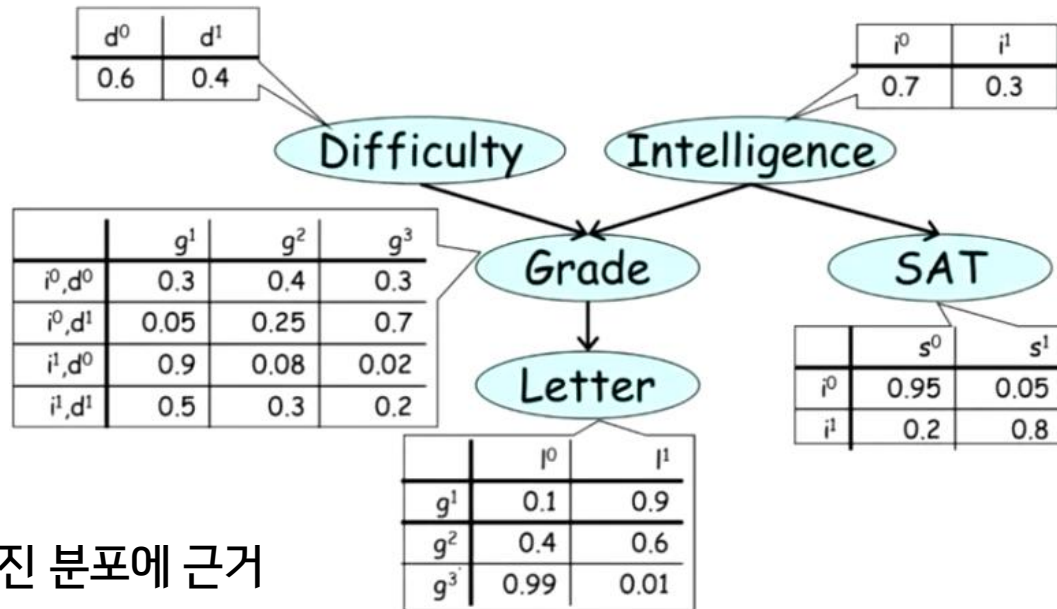 d⁰ d¹
0.6 0.4
i⁰ i¹
0.7 0.3
Difficulty
Intelligence
g¹ g² g³
i⁰,d⁰ 0.3 0.4 0.3
i⁰,d¹ 0.05 0.25 0.7
i¹,d⁰ 0.9 0.08 0.02
i¹,d¹ 0.5 0.3 0.2
Grade
SAT
s⁰ s¹
i⁰ 0.95 0.05
i¹ 0.2 0.8
Letter
l⁰ l¹
g¹ 0.1 0.9
g² 0.4 0.6
g³ 0.99 0.01
진 분포에 근거